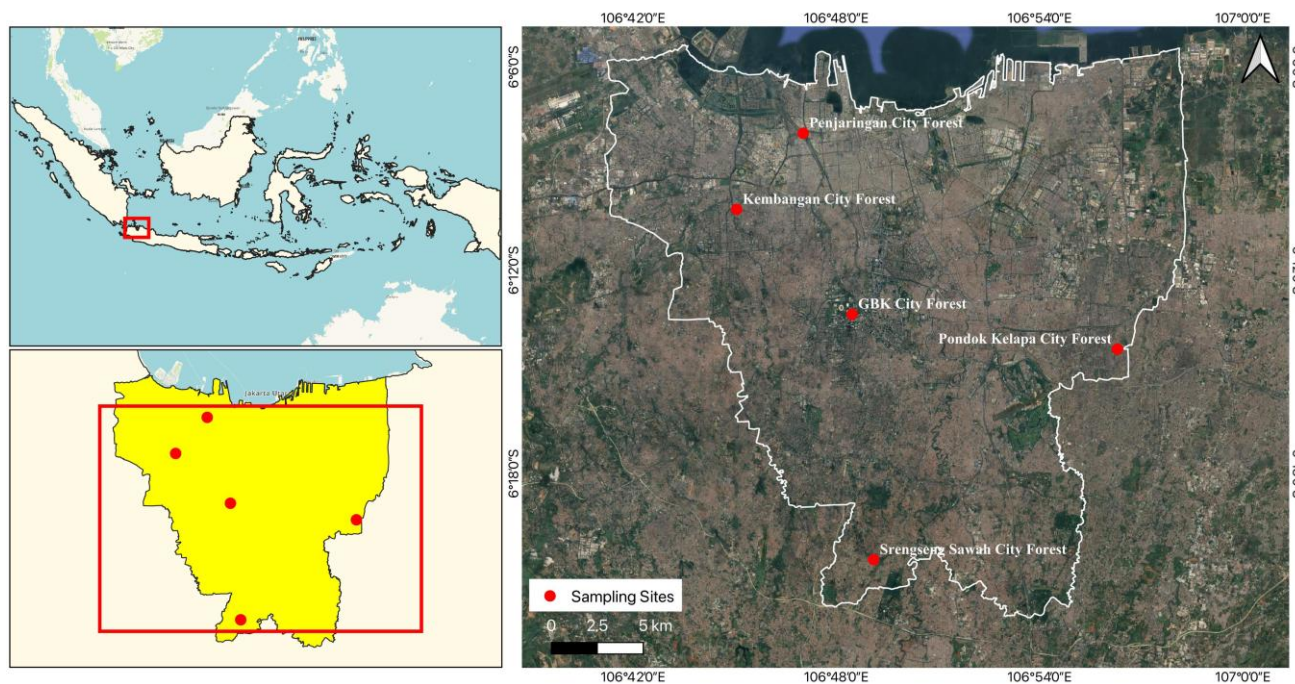 106°42'0"E 106°48'0"E 106°54'0"E 107°0'0"E
6°6'0"S
6°12'0"S
6°18'0"S
Penjaringan City Forest
Kembangan City Forest
GBK City Forest
Pondok Kelapa City Forest
Srengseng Sawah City Forest
Sampling Sites
0 2.5 5 km
106°42'0"E 106°48'0"E 106°54'0"E 107°0'0"E